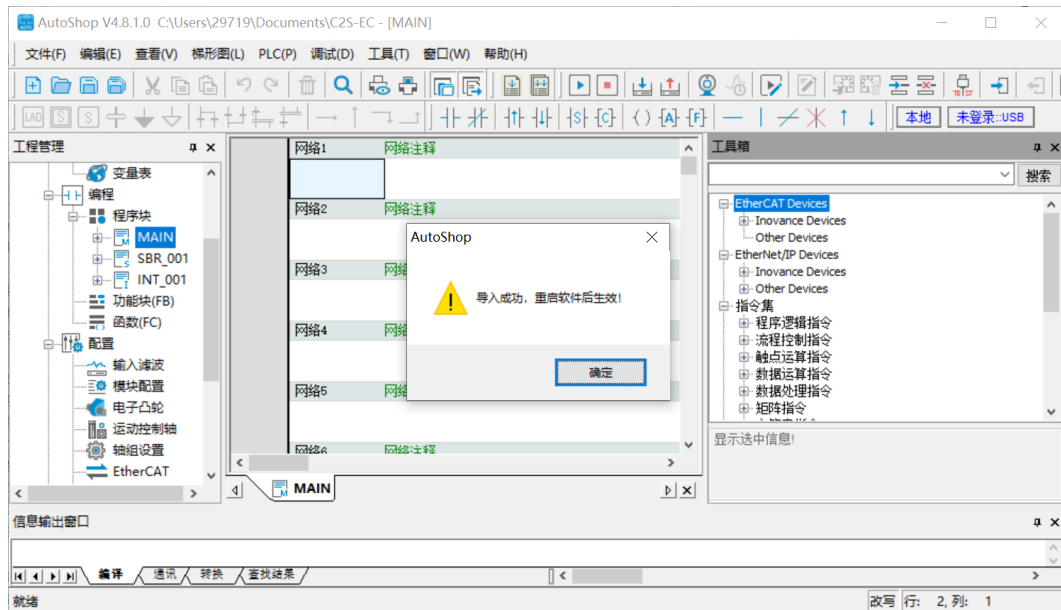 AutoShop V4.8.1.0 C:\Users\29719\Documents\C2S-EC - [MAIN]
文件(F) 编辑(E) 查看(V) 梯形图(L) PLC(P) 调试(D) 工具(T) 窗口(W) 帮助(H)
LAD S S
S C A F
TEST
本地 未登录::USB
工程管理
变量表
编程
程序块
MAIN
SBR_001
INT_001
功能块(FB)
函数(FC)
配置
输入滤波
模块配置
电子凸轮
运动控制轴
轴组设置
EtherCAT
网络1 网络注释
网络2 网络注释
网络3
网络4
网络5
网络6 网络注释
MAIN
AutoShop
导入成功，重启软件后生效!
确定
工具箱
搜索
EtherCAT Devices
Inovance Devices
Other Devices
EtherNet/IP Devices
Inovance Devices
Other Devices
指令集
程序逻辑指令
流程控制指令
触点运算指令
数据运算指令
数据处理指令
矩阵指令
显示选中信息!
信息输出窗口
编译 通讯 转换 查找结果
就绪
改写 行: 2, 列: 1